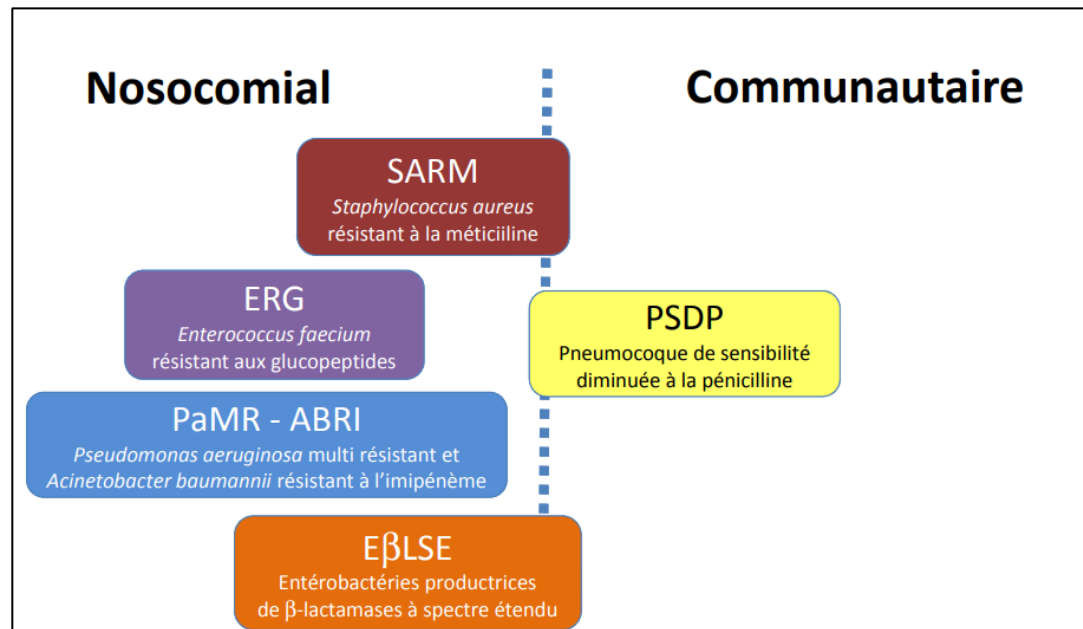 Nosocomial
Communautaire
SARM
Staphylococcus aureus
résistant à la méticiiline
ERG
Enterococcus faecium
résistant aux glucopeptides
PSDP
Pneumocoque de sensibilité
diminuée à la pénicilline
PaMR - ABRI
Pseudomonas aeruginosa multi résistant et
Acinetobacter baumannii résistant à l'imipénème
EβLSE
Entérobactéries productrices
de β-lactamases à spectre étendu